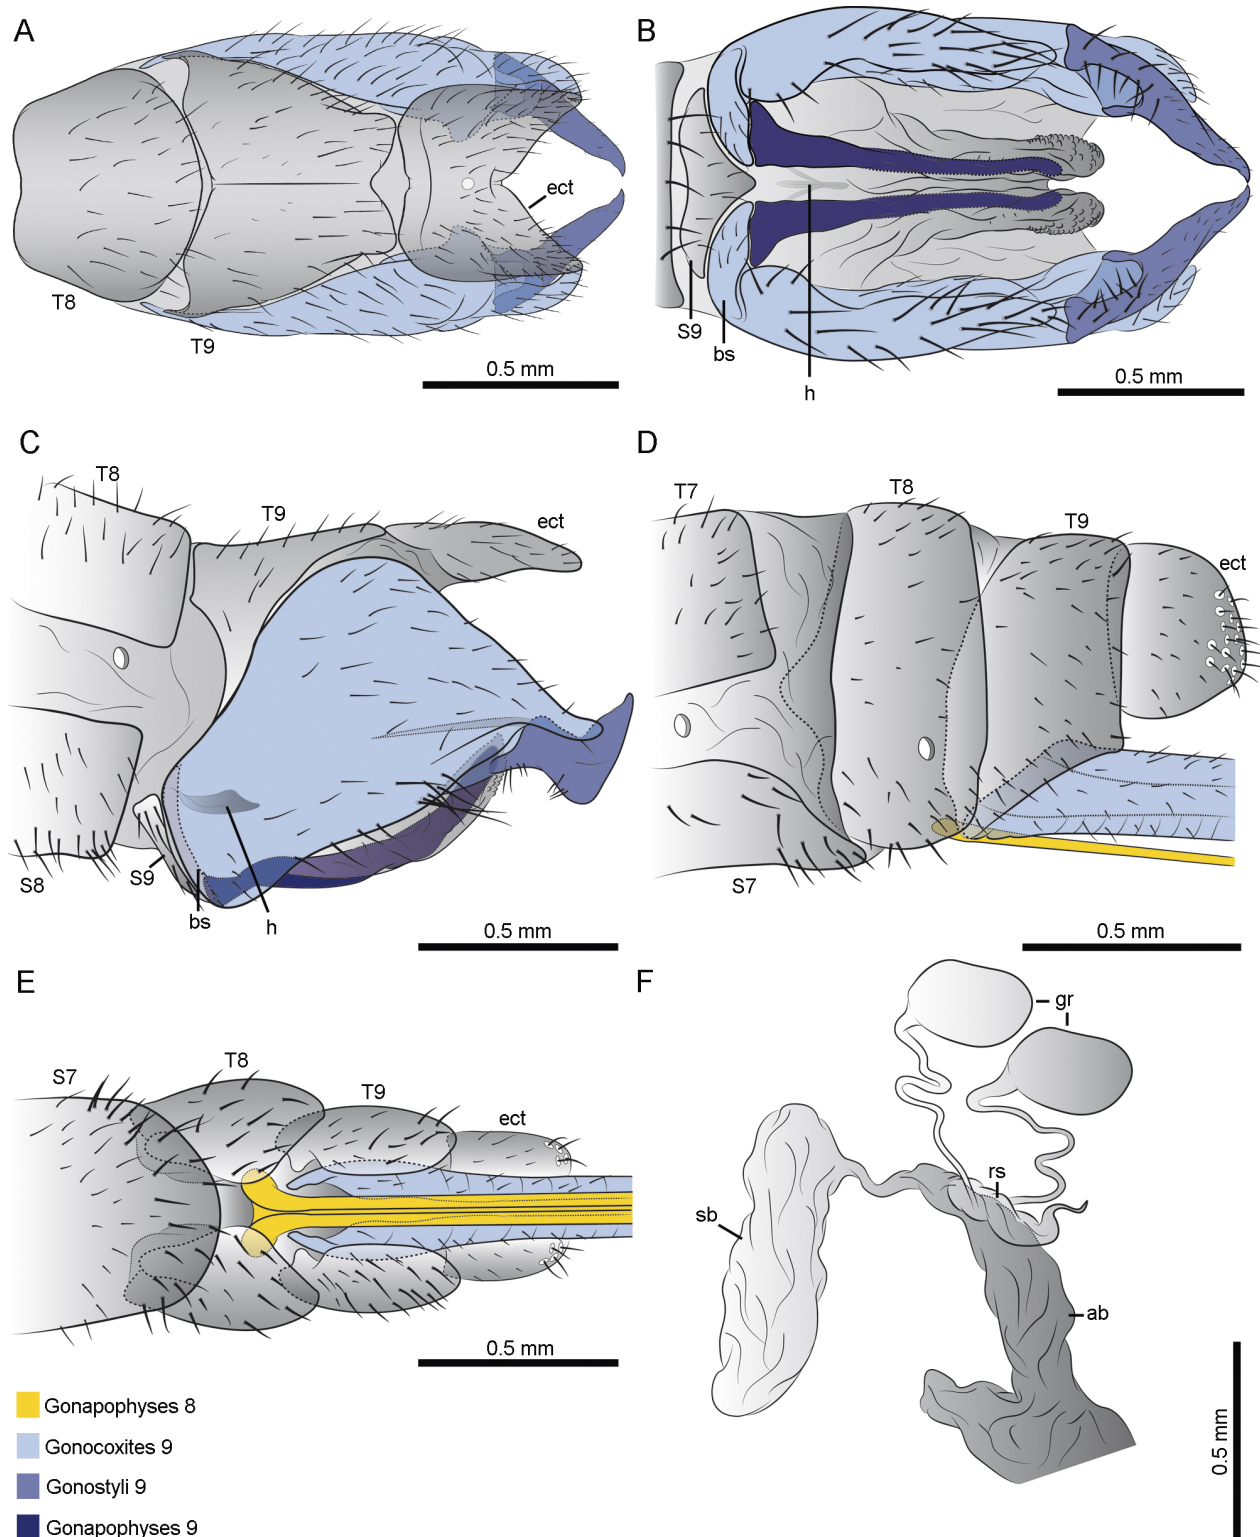 A
B
ect
T8
T9
0.5 mm
S9
bs
h
0.5 mm
C
D
T8
T9
ect
S8
S9
bs
h
0.5 mm
T7
T8
T9
ect
S7
0.5 mm
E
F
S7
T8
T9
ect
0.5 mm
gr
rs
sb
ab
0.5 mm
Gonapophyses 8
Gonocoxites 9
Gonostyli 9
Gonapophyses 9